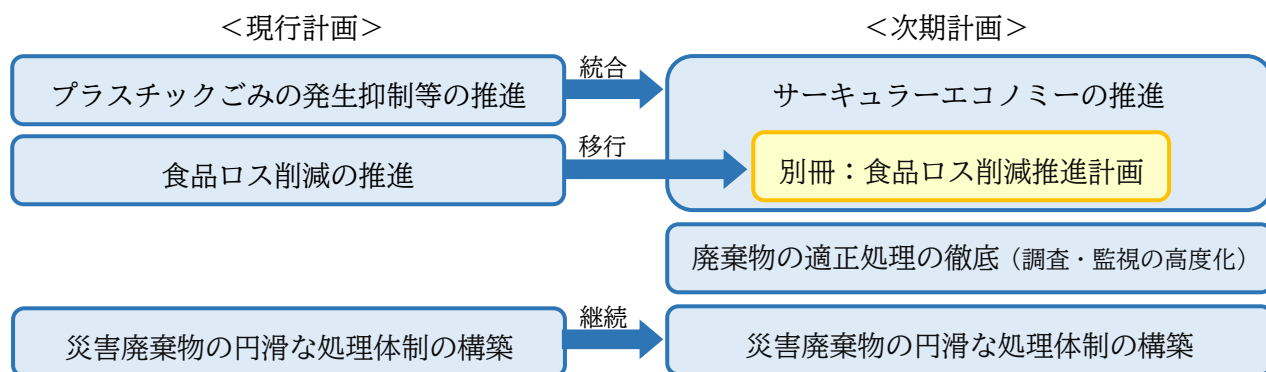 ＜現行計画＞
＜次期計画＞
プラスチックごみの発生抑制等の推進
統合
サーキュラーエコノミーの推進
食品ロス削減の推進
移行
別冊：食品ロス削減推進計画
廃棄物の適正処理の徹底（調査・監視の高度化）
災害廃棄物の円滑な処理体制の構築
継続
災害廃棄物の円滑な処理体制の構築